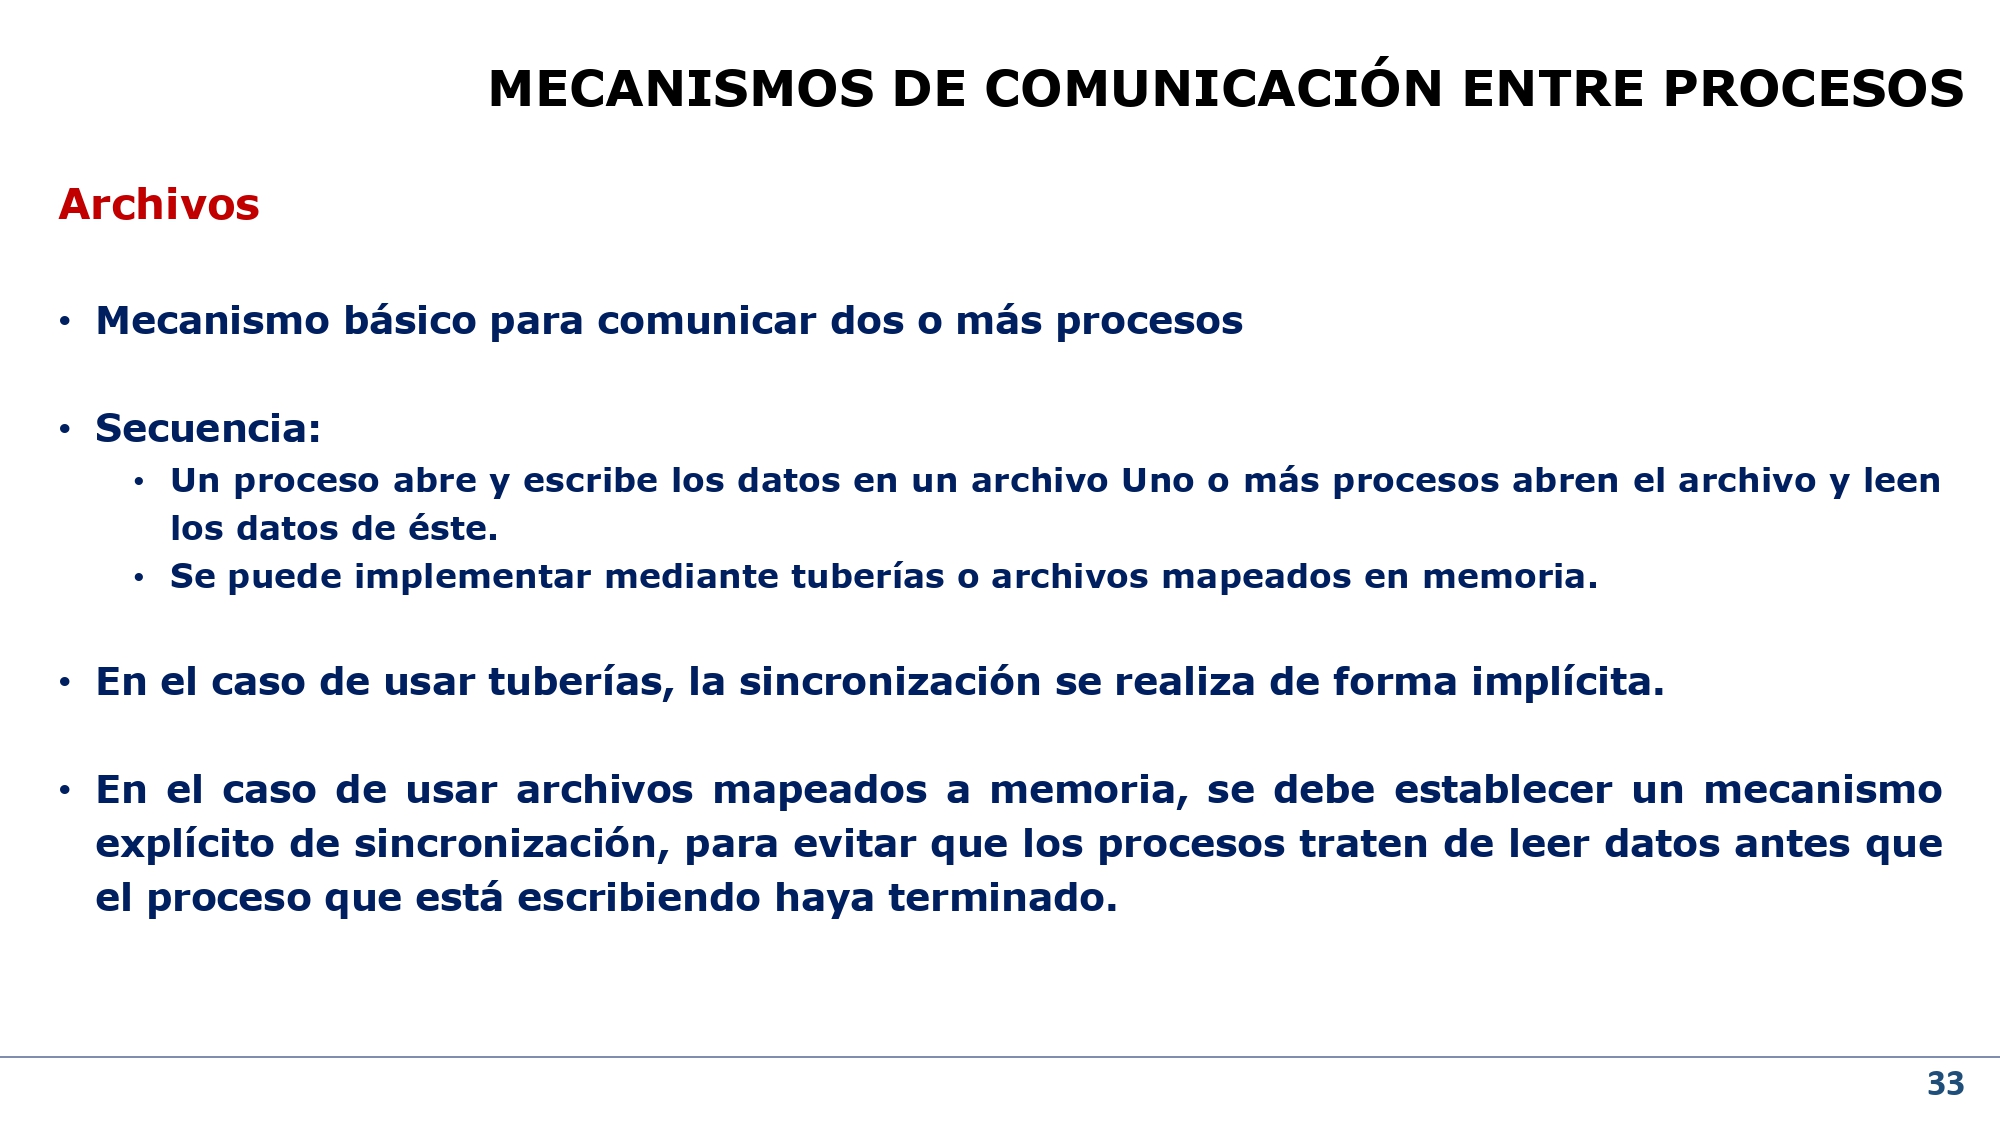 MECANISMOS DE COMUNICACIÓN ENTRE PROCESOS
Archivos
• Mecanismo básico para comunicar dos o más procesos
• Secuencia:
• Un proceso abre y escribe los datos en un archivo Uno o más procesos abren el archivo y leen
los datos de éste.
• Se puede implementar mediante tuberías o archivos mapeados en memoria.
• En el caso de usar tuberías, la sincronización se realiza de forma implícita.
• En el caso de usar archivos mapeados a memoria, se debe establecer un mecanismo
explícito de sincronización, para evitar que los procesos traten de leer datos antes que
el proceso que está escribiendo haya terminado.
33